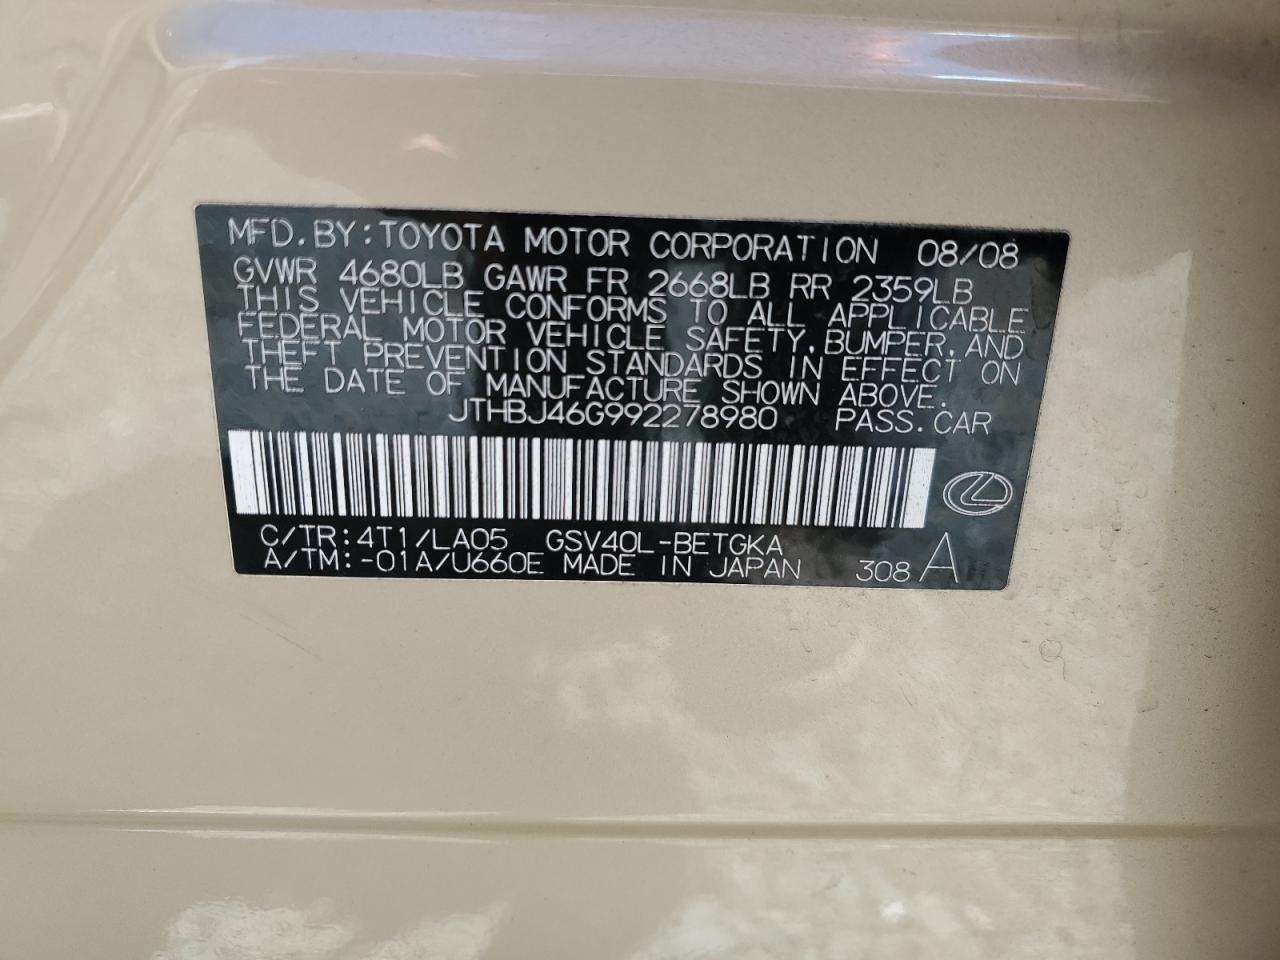 MFD.BY:TOYOTA MOTOR CORPORATION 08/08
GVWR 4680LB GAWR FR 2668LB RR 2359LB
THIS VEHICLE CONFORMS TO ALL APPLICABLE
FEDERAL MOTOR VEHICLE SAFETY,BUMPER,AND
THEFT PREVENTION STANDARDS IN EFFECT ON
THE DATE OF MANUFACTURE SHOWN ABOVE.
JTHBJ46G992278980 PASS.CAR
C/TR:4T1/LA05 GSV40L-BETGKA
A/TM:-01A/U660E MADE IN JAPAN 308 A